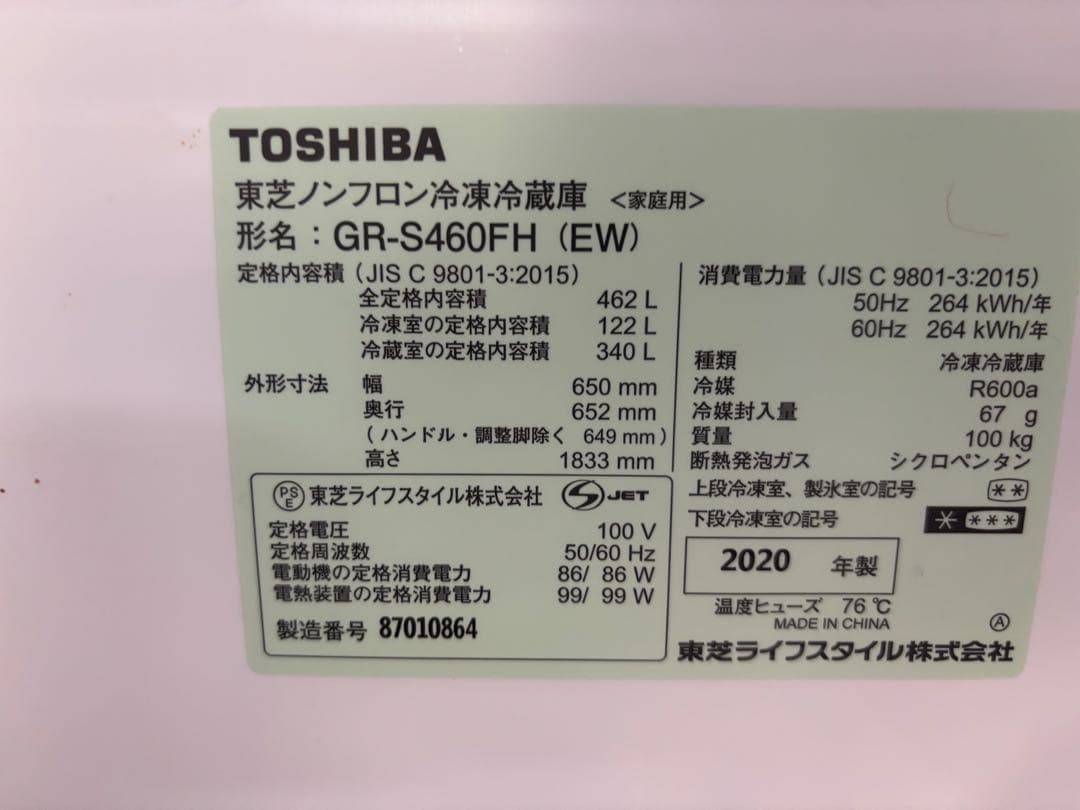 TOSHIBA
東芝ノンフロン冷凍冷蔵庫 <家庭用>
形名：GR-S460FH (EW)
定格内容積 (JIS C 9801-3:2015)
全定格内容積 462 L
冷凍室の定格内容積 122 L
冷蔵室の定格内容積 340 L
外形寸法 幅 650 mm
奥行 652 mm
(ハンドル・調整脚除く 649 mm)
高さ 1833 mm
PSE 東芝ライフスタイル株式会社 S JET
定格電圧 100 V
定格周波数 50/60 Hz
電動機の定格消費電力 86/ 86 W
電熱装置の定格消費電力 99/ 99 W
製造番号 87010864
消費電力量 (JIS C 9801-3:2015)
50Hz 264 kWh/年
60Hz 264 kWh/年
種類 冷凍冷蔵庫
冷媒 R600a
冷媒封入量 67 g
質量 100 kg
断熱発泡ガス シクロペンタン
上段冷凍室、製氷室の記号 **
下段冷凍室の記号 * ***
2020 年製
温度ヒューズ 76 ℃
MADE IN CHINA
Ⓐ
東芝ライフスタイル株式会社